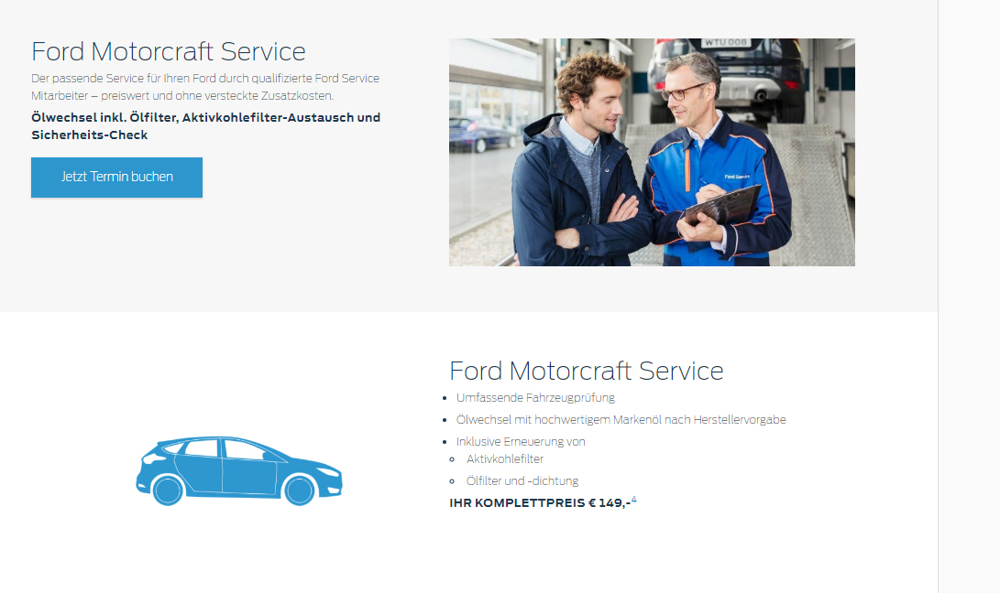 Ford Motorcraft Service
Der passende Service für Ihren Ford durch qualifizierte Ford Service
Mitarbeiter – preiswert und ohne versteckte Zusatzkosten.
Ölwechsel inkl. Ölfilter, Aktivkohlefilter-Austausch und
Sicherheits-Check
Jetzt Termin buchen
WTU 008
Ford Service
Ford Motorcraft Service
Umfassende Fahrzeugprüfung
Ölwechsel mit hochwertigem Markenöl nach Herstellervorgabe
Inklusive Erneuerung von
Aktivkohlefilter
Ölfilter und -dichtung
IHR KOMPLETTPREIS € 149,-4